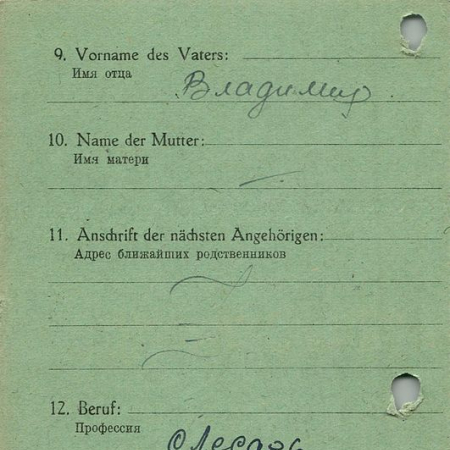 9. Vorname des Vaters:
Имя отца
Владимир
10. Name der Mutter:
Имя матери
—
11. Anschrift der nächsten Angehörigen:
Адрес ближайших родственников
12. Beruf:
Профессия
Слесарь